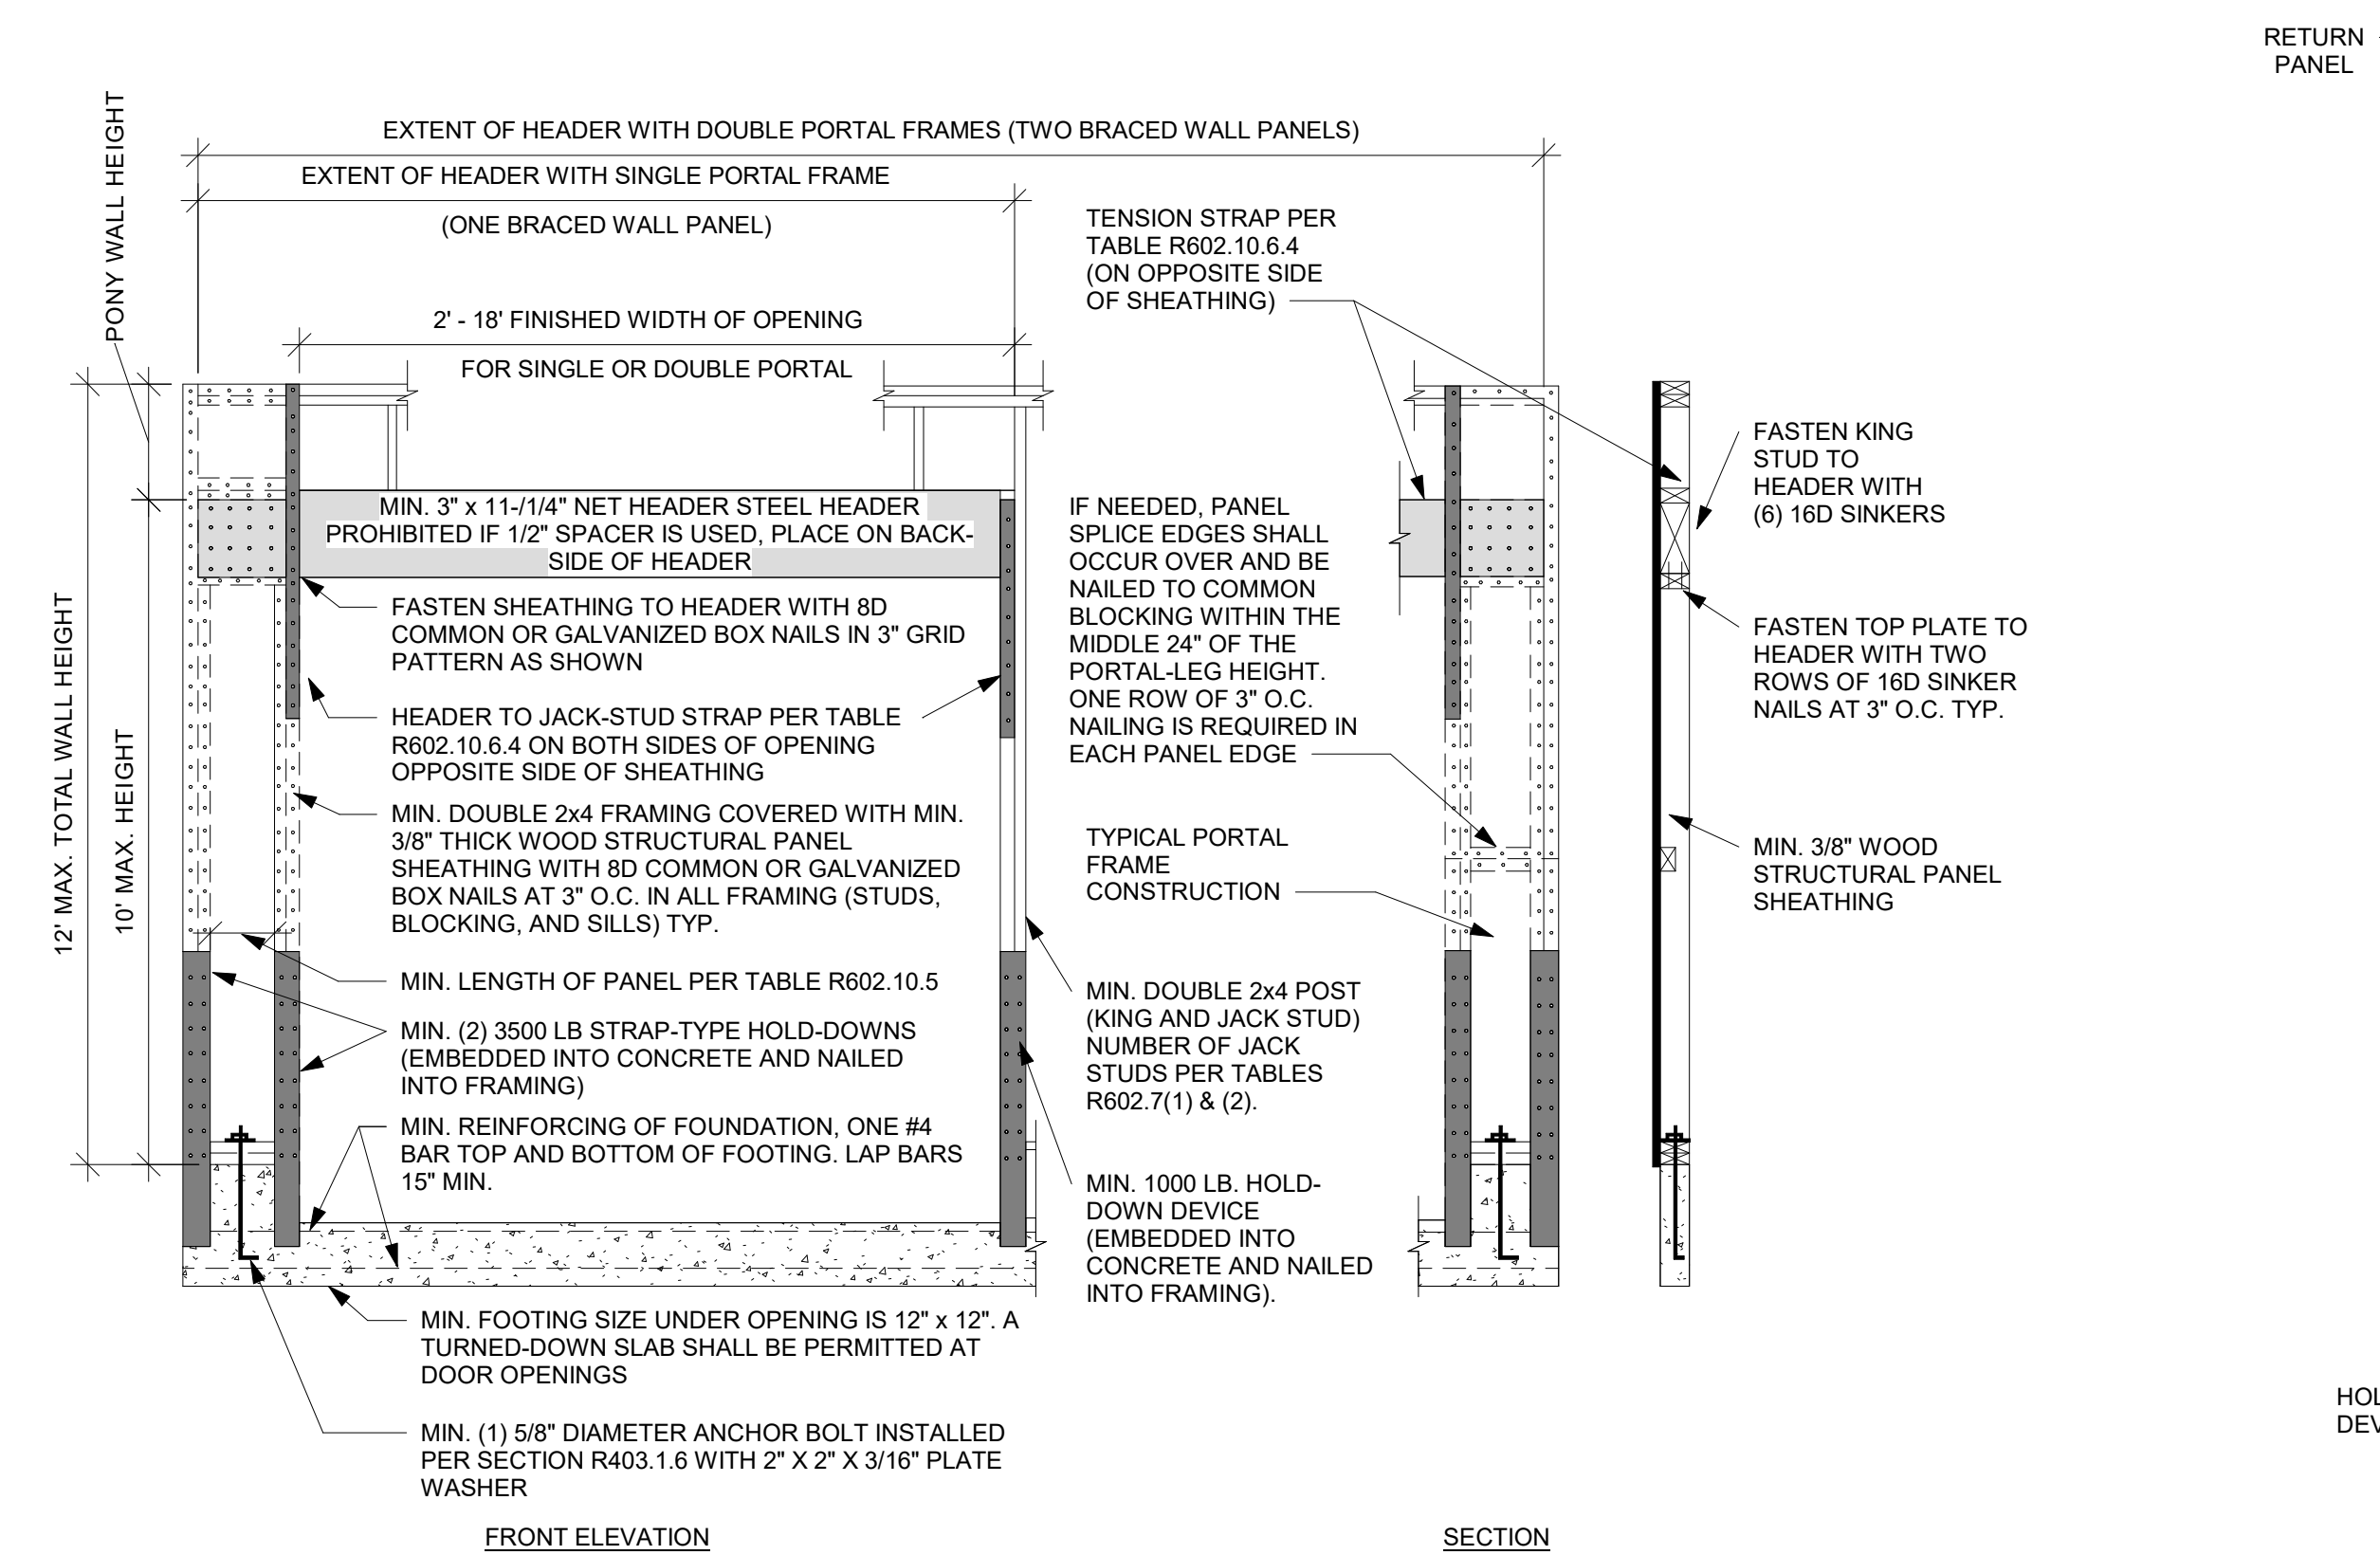 RETURN
PANEL
PONY WALL HEIGHT
EXTENT OF HEADER WITH DOUBLE PORTAL FRAMES (TWO BRACED WALL PANELS)
EXTENT OF HEADER WITH SINGLE PORTAL FRAME
(ONE BRACED WALL PANEL)
2' - 18' FINISHED WIDTH OF OPENING
FOR SINGLE OR DOUBLE PORTAL
TENSION STRAP PER
TABLE R602.10.6.4
(ON OPPOSITE SIDE
OF SHEATHING)
12' MAX. TOTAL WALL HEIGHT
10' MAX. HEIGHT
MIN. 3" x 11-/1/4" NET HEADER STEEL HEADER
PROHIBITED IF 1/2" SPACER IS USED, PLACE ON BACK-
SIDE OF HEADER
FASTEN SHEATHING TO HEADER WITH 8D
COMMON OR GALVANIZED BOX NAILS IN 3" GRID
PATTERN AS SHOWN
HEADER TO JACK-STUD STRAP PER TABLE
R602.10.6.4 ON BOTH SIDES OF OPENING
OPPOSITE SIDE OF SHEATHING
MIN. DOUBLE 2x4 FRAMING COVERED WITH MIN.
3/8" THICK WOOD STRUCTURAL PANEL
SHEATHING WITH 8D COMMON OR GALVANIZED
BOX NAILS AT 3" O.C. IN ALL FRAMING (STUDS,
BLOCKING, AND SILLS) TYP.
MIN. LENGTH OF PANEL PER TABLE R602.10.5
MIN. (2) 3500 LB STRAP-TYPE HOLD-DOWNS
(EMBEDDED INTO CONCRETE AND NAILED
INTO FRAMING)
MIN. REINFORCING OF FOUNDATION, ONE #4
BAR TOP AND BOTTOM OF FOOTING. LAP BARS
15" MIN.
MIN. FOOTING SIZE UNDER OPENING IS 12" x 12". A
TURNED-DOWN SLAB SHALL BE PERMITTED AT
DOOR OPENINGS
MIN. (1) 5/8" DIAMETER ANCHOR BOLT INSTALLED
PER SECTION R403.1.6 WITH 2" X 2" X 3/16" PLATE
WASHER
FRONT ELEVATION
IF NEEDED, PANEL
SPLICE EDGES SHALL
OCCUR OVER AND BE
NAILED TO COMMON
BLOCKING WITHIN THE
MIDDLE 24" OF THE
PORTAL-LEG HEIGHT.
ONE ROW OF 3" O.C.
NAILING IS REQUIRED IN
EACH PANEL EDGE
TYPICAL PORTAL
FRAME
CONSTRUCTION
MIN. DOUBLE 2x4 POST
(KING AND JACK STUD)
NUMBER OF JACK
STUDS PER TABLES
R602.7(1) & (2).
MIN. 1000 LB. HOLD-
DOWN DEVICE
(EMBEDDED INTO
CONCRETE AND NAILED
INTO FRAMING).
SECTION
FASTEN KING
STUD TO
HEADER WITH
(6) 16D SINKERS
FASTEN TOP PLATE TO
HEADER WITH TWO
ROWS OF 16D SINKER
NAILS AT 3" O.C. TYP.
MIN. 3/8" WOOD
STRUCTURAL PANEL
SHEATHING